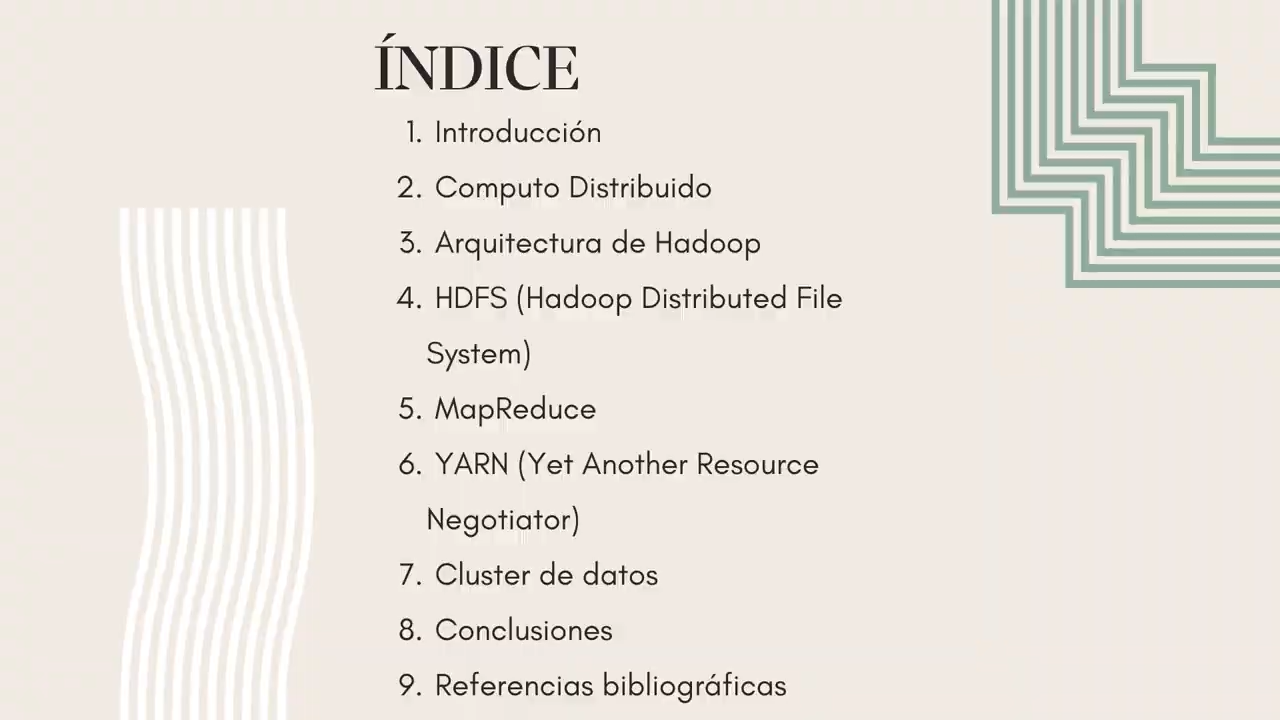 ÍNDICE
1. Introducción
2. Computo Distribuido
3. Arquitectura de Hadoop
4. HDFS (Hadoop Distributed File
System)
5. MapReduce
6. YARN (Yet Another Resource
Negotiator)
7. Cluster de datos
8. Conclusiones
9. Referencias bibliográficas